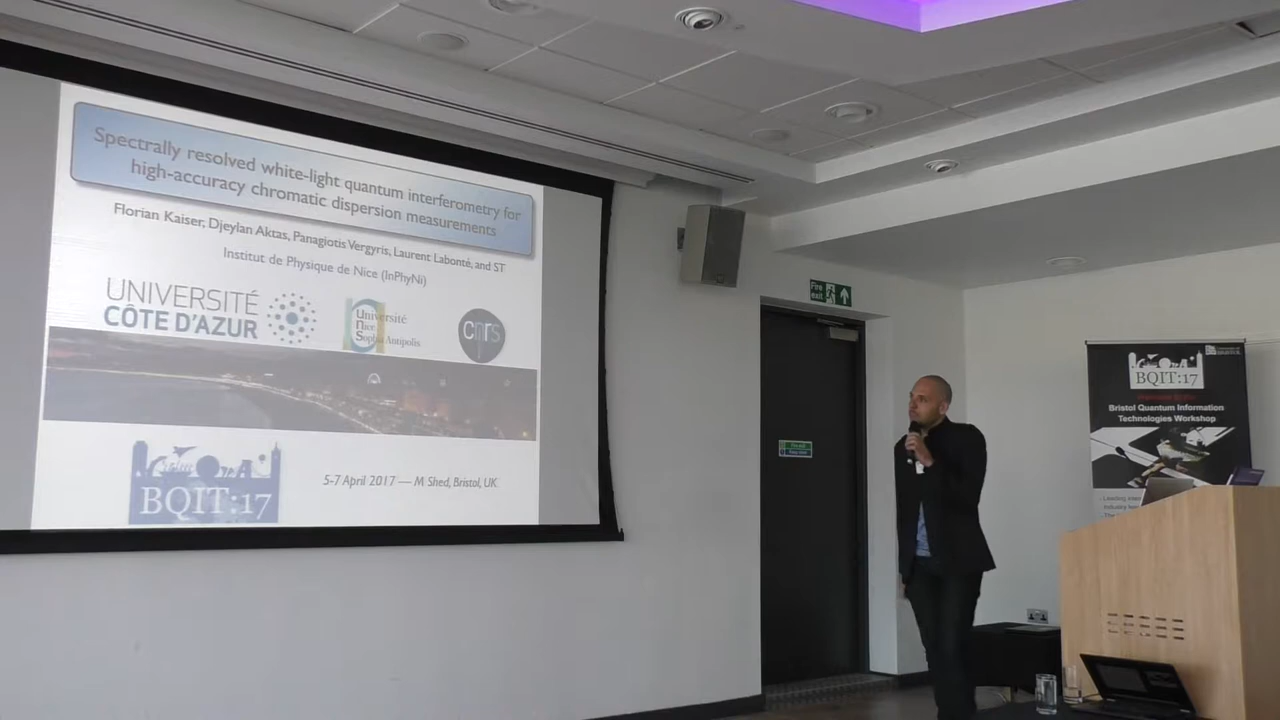 Spectrally resolved white-light quantum interferometry for
high-accuracy chromatic dispersion measurements
Florian Kaiser, Djeylan Aktas, Panagiotis Vergyris, Laurent Labonté, and ST
Institut de Physique de Nice (InPhyNi)
UNIVERSITÉ
CÔTE D'AZUR
Université
Nice
Sophia Antipolis
cnrs
BQIT:17
5-7 April 2017 — M Shed, Bristol, UK
Fire
exit
BQIT:17
Bristol Quantum Information
Technologies Workshop